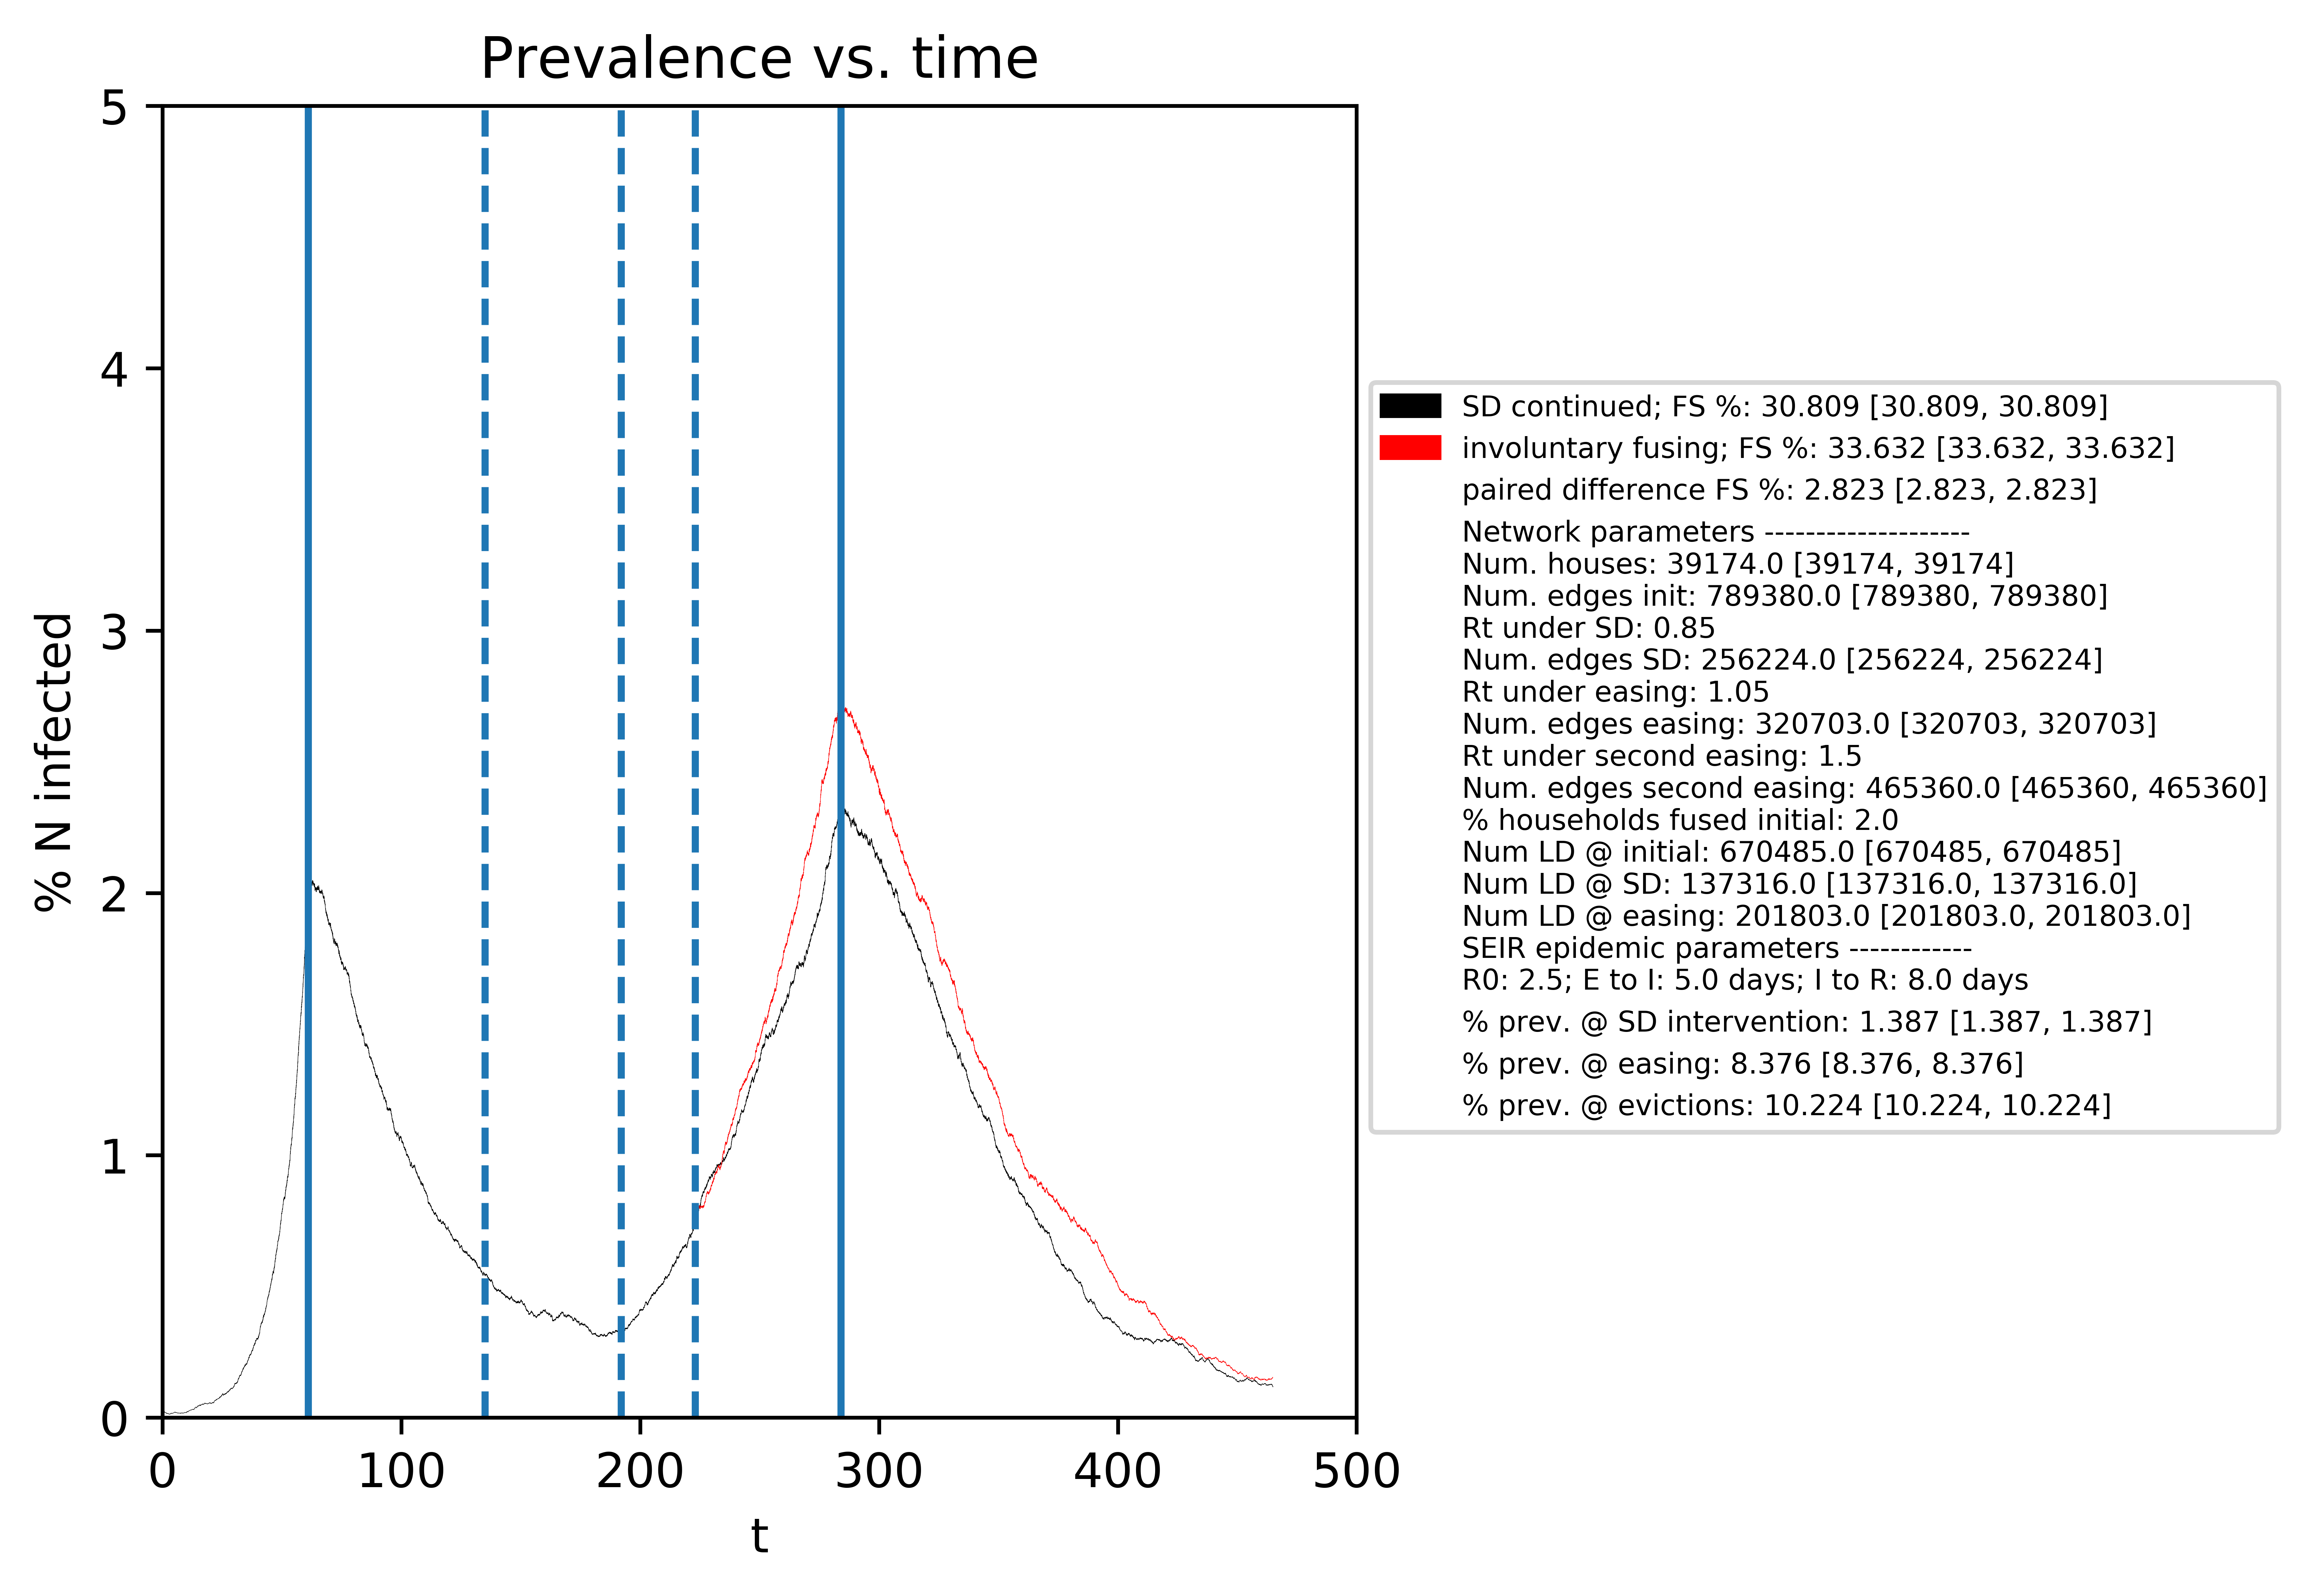 Prevalence vs. time
5
4
3
2
1
0
% N infected
0 100 200 300 400 500
t
SD continued; FS %: 30.809 [30.809, 30.809]
involuntary fusing; FS %: 33.632 [33.632, 33.632]
paired difference FS %: 2.823 [2.823, 2.823]
Network parameters --------------------
Num. houses: 39174.0 [39174, 39174]
Num. edges init: 789380.0 [789380, 789380]
Rt under SD: 0.85
Num. edges SD: 256224.0 [256224, 256224]
Rt under easing: 1.05
Num. edges easing: 320703.0 [320703, 320703]
Rt under second easing: 1.5
Num. edges second easing: 465360.0 [465360, 465360]
% households fused initial: 2.0
Num LD @ initial: 670485.0 [670485, 670485]
Num LD @ SD: 137316.0 [137316.0, 137316.0]
Num LD @ easing: 201803.0 [201803.0, 201803.0]
SEIR epidemic parameters ------------
R0: 2.5; E to I: 5.0 days; I to R: 8.0 days
% prev. @ SD intervention: 1.387 [1.387, 1.387]
% prev. @ easing: 8.376 [8.376, 8.376]
% prev. @ evictions: 10.224 [10.224, 10.224]